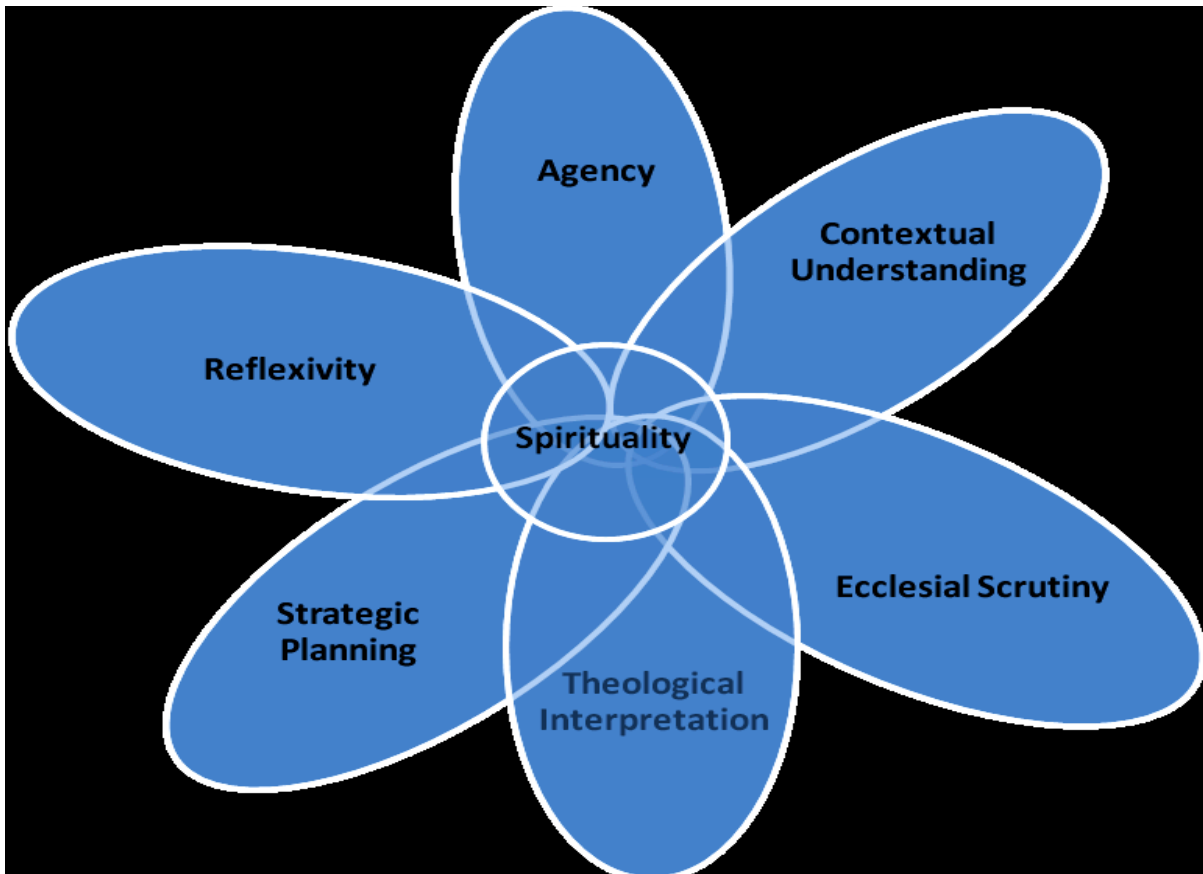 Agency
Contextual
Understanding
Reflexivity
Spirituality
Ecclesial Scrutiny
Strategic
Planning
Theological
Interpretation